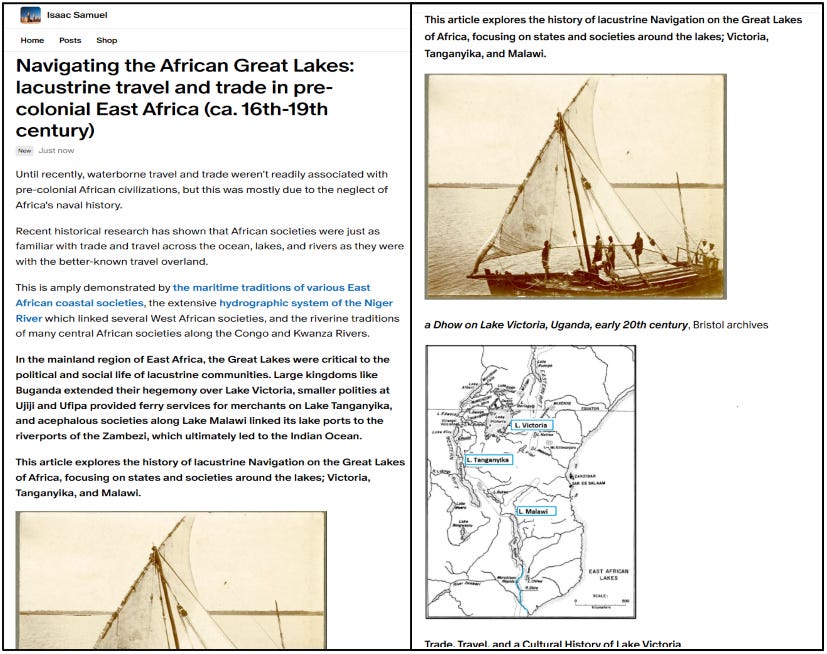 Isaac Samuel
Home Posts Shop
Navigating the African Great Lakes:
lacustrine travel and trade in pre-
colonial East Africa (ca. 16th-19th
century)
New Just now
Until recently, waterborne travel and trade weren't readily associated with
pre-colonial African civilizations, but this was mostly due to the neglect of
Africa's naval history.
Recent historical research has shown that African societies were just as
familiar with trade and travel across the ocean, lakes, and rivers as they were
with the better-known travel overland.
This is amply demonstrated by the maritime traditions of various East
African coastal societies, the extensive hydrographic system of the Niger
River which linked several West African societies, and the riverine traditions
of many central African societies along the Congo and Kwanza Rivers.
In the mainland region of East Africa, the Great Lakes were critical to the
political and social life of lacustrine communities. Large kingdoms like
Buganda extended their hegemony over Lake Victoria, smaller polities at
Ujiji and Ufipa provided ferry services for merchants on Lake Tanganyika,
and acephalous societies along Lake Malawi linked its lake ports to the
riverports of the Zambezi, which ultimately led to the Indian Ocean.
This article explores the history of lacustrine Navigation on the Great Lakes
of Africa, focusing on states and societies around the lakes; Victoria,
Tanganyika, and Malawi.
This article explores the history of lacustrine Navigation on the Great Lakes
of Africa, focusing on states and societies around the lakes; Victoria,
Tanganyika, and Malawi.
a Dhow on Lake Victoria, Uganda, early 20th century, Bristol archives
EQUATOR
L. Victoria
L. Tanganyika
ZANZIBAR
DAR ES SALAAM
L. Malawi
EAST AFRICAN
LAKES
SCALE:
Trade, Travel, and a Cultural History of Lake Victoria